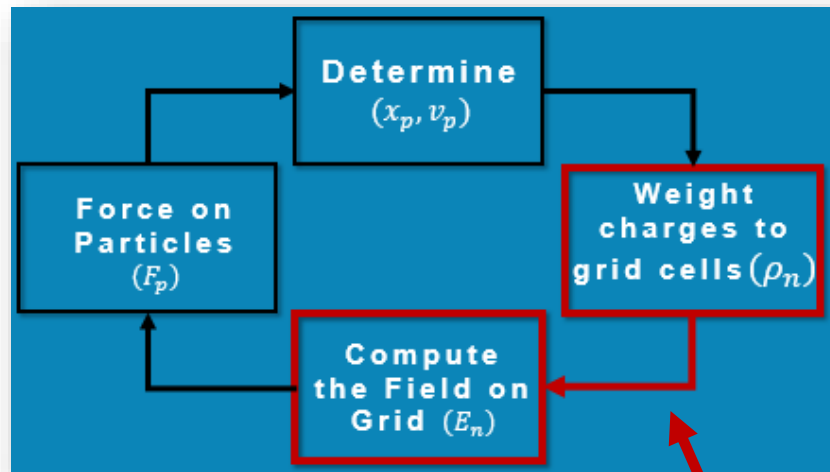 Determine
(x_p, v_p)
Weight
charges to
grid cells(ρ_n)
Compute
the Field on
Grid (E_n)
Force on
Particles
(F_p)